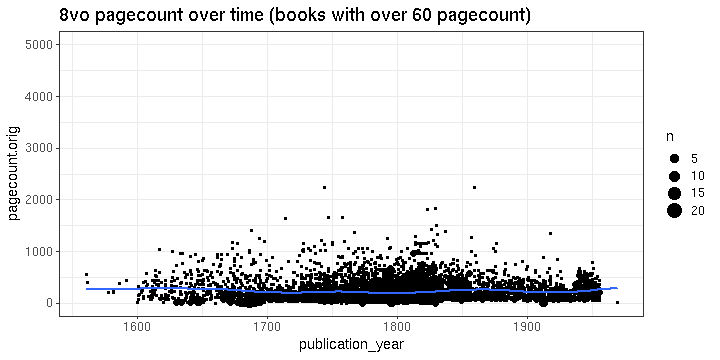 8vo pagecount over time (books with over 60 pagecount)
5000
4000
3000
2000
1000
0
pagecount.orig
1600 1700 1800 1900
publication_year
n
5
10
15
20